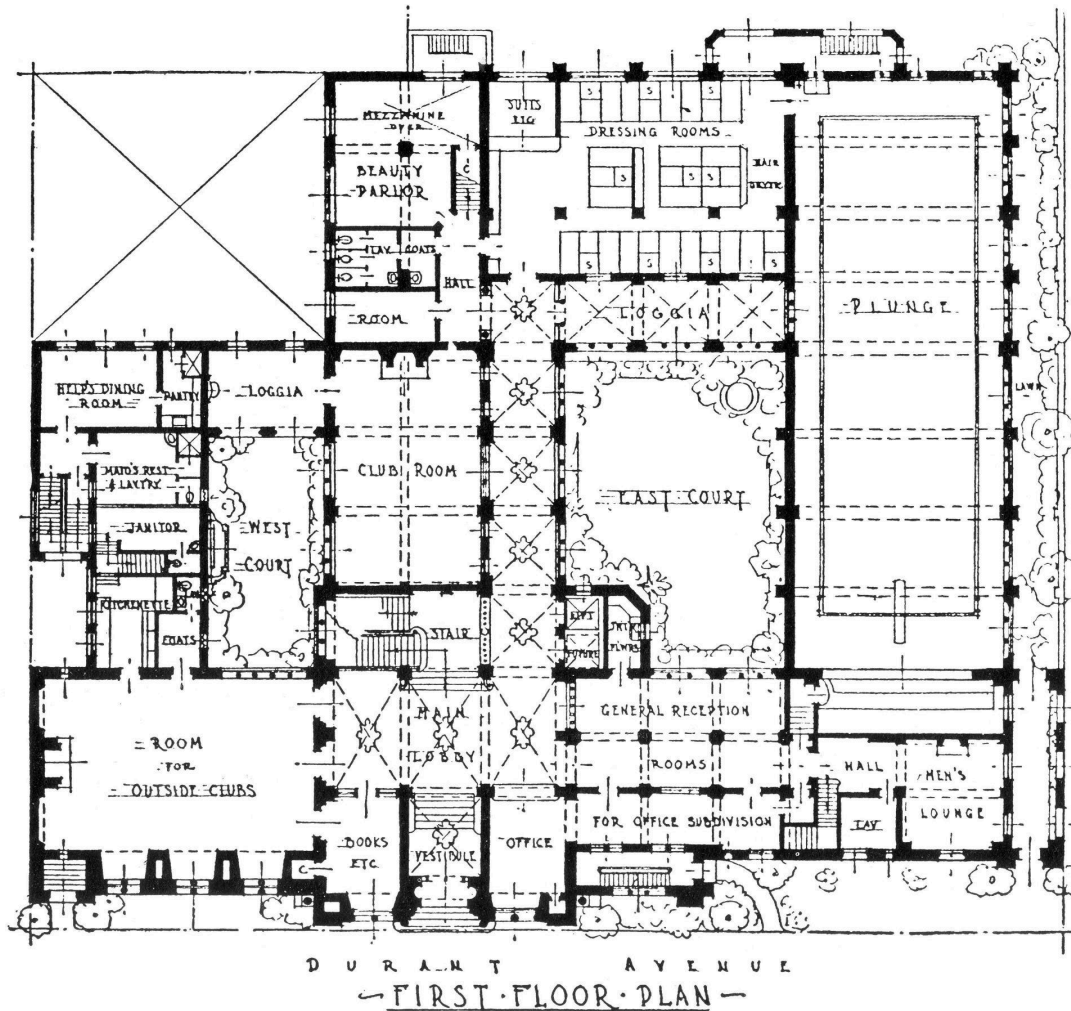 SUITS
ETC
MEZZANINE
OVER
DRESSING ROOMS
BEAUTY
PARLOR
HAIR
DRYER
S
S
S
S
S
S
S
S
S
S
S
LAV
COATS
HALL
ROOM
LOGGIA
PLUNGE
HELP'S DINING
ROOM
PANTRY
LOGGIA
LAWN
CLUB ROOM
EAST COURT
MAID'S REST
& LAV'TRY
JANITOR
WEST
COURT
KITCHENETTE
COATS
STAIR
FUTURE
FLWRS
MAIN
LOBBY
GENERAL RECEPTION
ROOMS
ROOM
FOR
OUTSIDE CLUBS
HALL
MEN'S
LOUNGE
LAV
BOOKS
ETC
VESTIBULE
OFFICE
FOR OFFICE SUBDIVISION
DURANT AVENUE
FIRST·FLOOR·PLAN